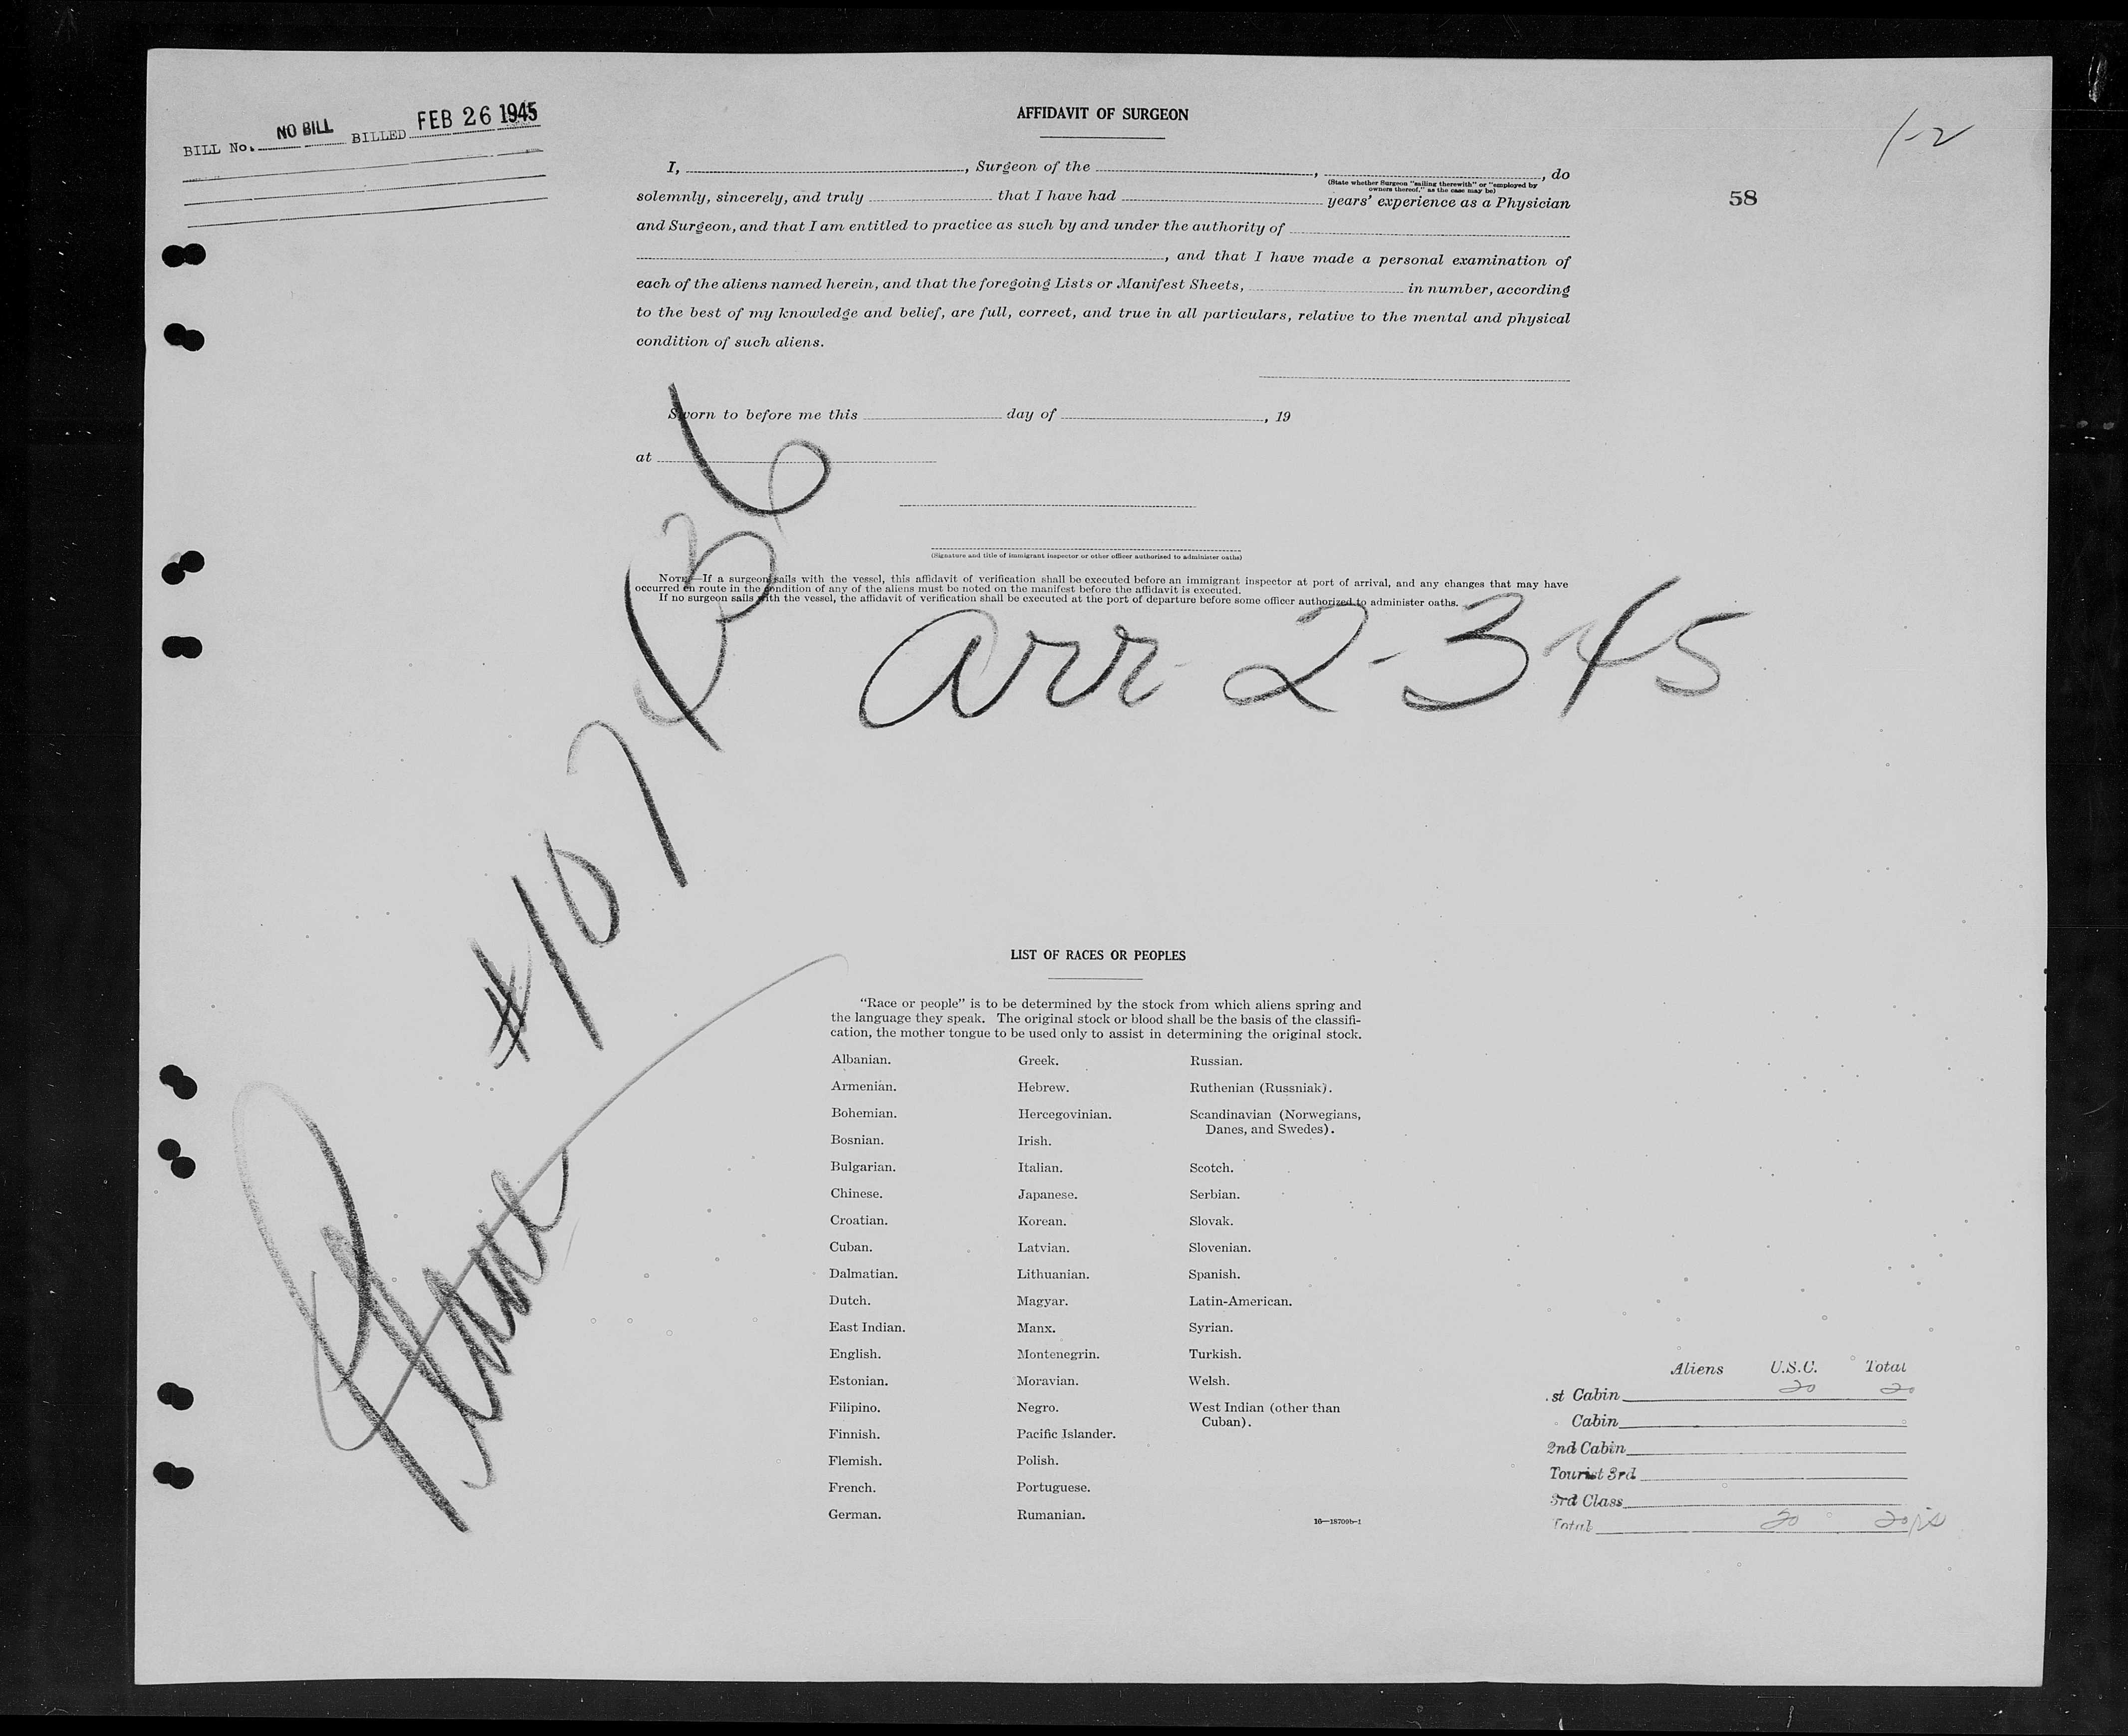 BILL No. NO BILL BILLED FEB 26 1945
AFFIDAVIT OF SURGEON
1-2
58
I, , Surgeon of the , , do
(State whether Surgeon "sailing therewith" or "employed by
owners thereof," as the case may be)
solemnly, sincerely, and truly that I have had years' experience as a Physician
and Surgeon, and that I am entitled to practice as such by and under the authority of
, and that I have made a personal examination of
each of the aliens named herein, and that the foregoing Lists or Manifest Sheets, in number, according
to the best of my knowledge and belief, are full, correct, and true in all particulars, relative to the mental and physical
condition of such aliens.
Sworn to before me this day of , 19
at
(Signature and title of immigrant inspector or other officer authorized to administer oaths)
NOTE.—If a surgeon sails with the vessel, this affidavit of verification shall be executed before an immigrant inspector at port of arrival, and any changes that may have
occurred en route in the condition of any of the aliens must be noted on the manifest before the affidavit is executed.
If no surgeon sails with the vessel, the affidavit of verification shall be executed at the port of departure before some officer authorized to administer oaths.
arr 2-3-45
#107436
LIST OF RACES OR PEOPLES
"Race or people" is to be determined by the stock from which aliens spring and
the language they speak. The original stock or blood shall be the basis of the classifi-
cation, the mother tongue to be used only to assist in determining the original stock.
Albanian.
Armenian.
Bohemian.
Bosnian.
Bulgarian.
Chinese.
Croatian.
Cuban.
Dalmatian.
Dutch.
East Indian.
English.
Estonian.
Filipino.
Finnish.
Flemish.
French.
German.
Greek.
Hebrew.
Hercegovinian.
Irish.
Italian.
Japanese.
Korean.
Latvian.
Lithuanian.
Magyar.
Manx.
Montenegrin.
Moravian.
Negro.
Pacific Islander.
Polish.
Portuguese.
Rumanian.
Russian.
Ruthenian (Russniak).
Scandinavian (Norwegians,
Danes, and Swedes).
Scotch.
Serbian.
Slovak.
Slovenian.
Spanish.
Latin-American.
Syrian.
Turkish.
Welsh.
West Indian (other than
Cuban).
16—18709b-1
Aliens U.S.C. Total
st Cabin 20 20
Cabin
2nd Cabin
Tourist 3rd
3rd Class
Total 20 20